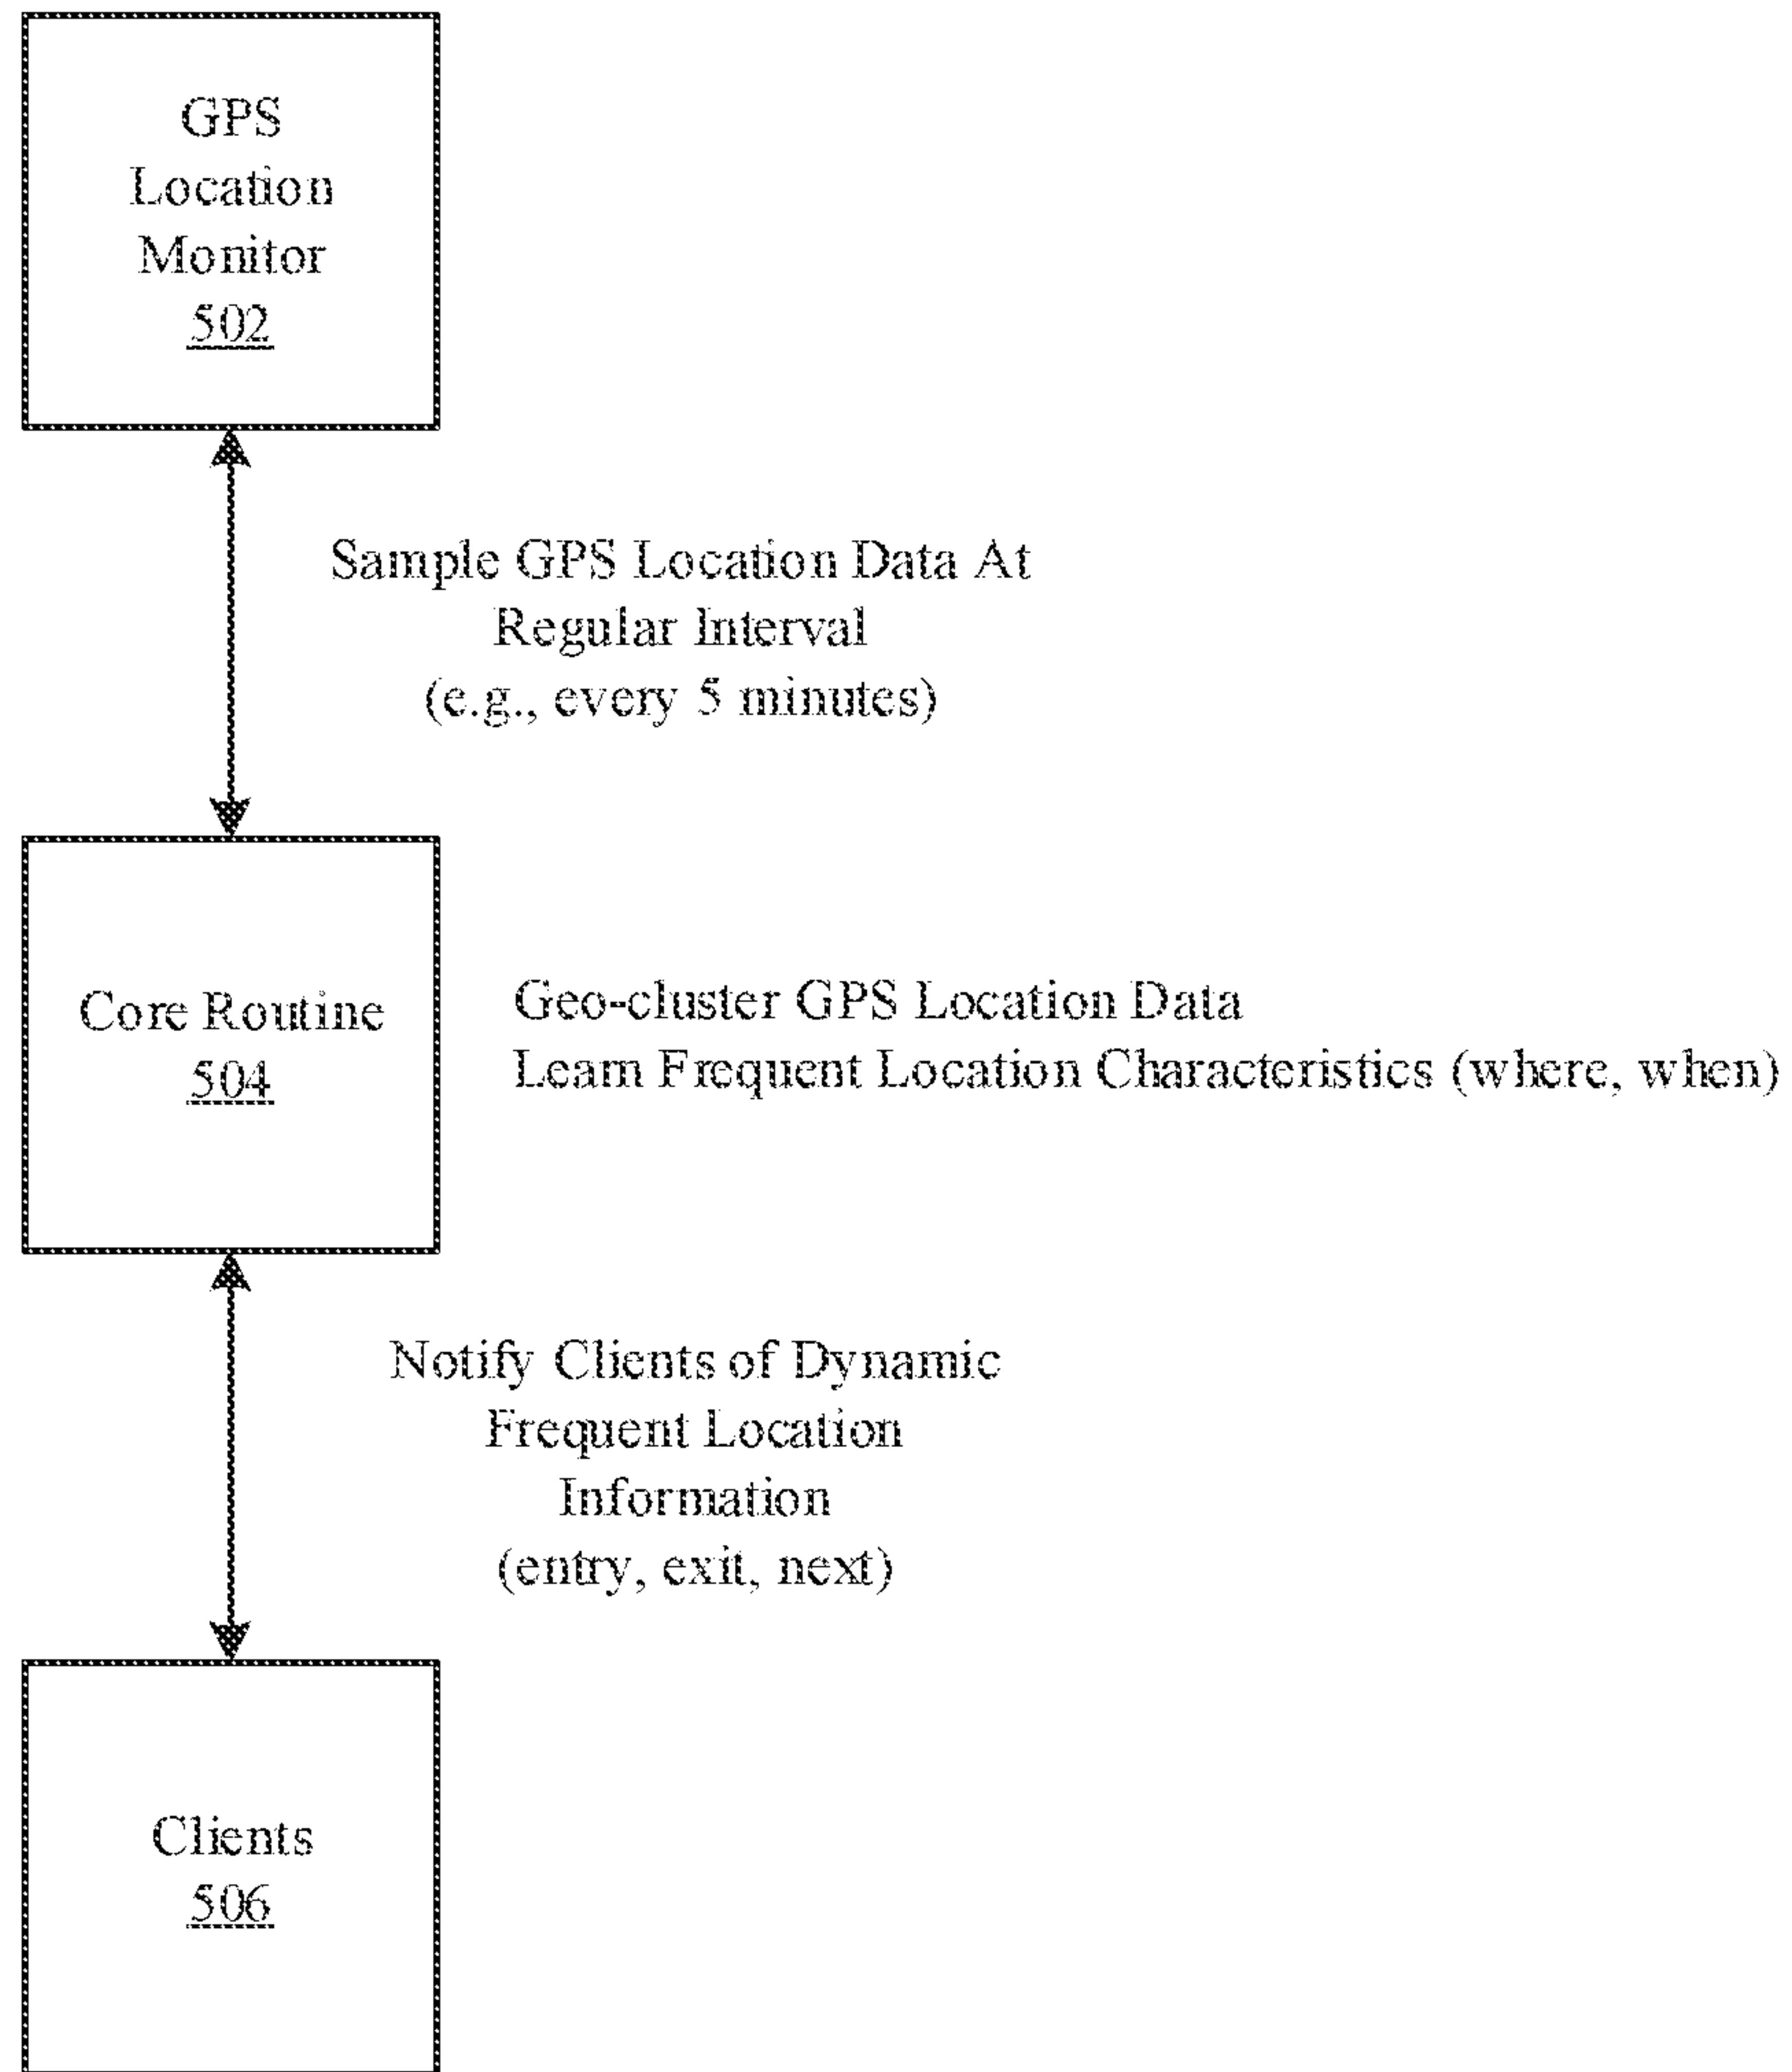 GPS
Location
Monitor
502
Sample GPS Location Data At
Regular Interval
(e.g., every 5 minutes)
Core Routine
504
Geo-cluster GPS Location Data
Learn Frequent Location Characteristics (where, when)
Notify Clients of Dynamic
Frequent Location
Information
(entry, exit, next)
Clients
506